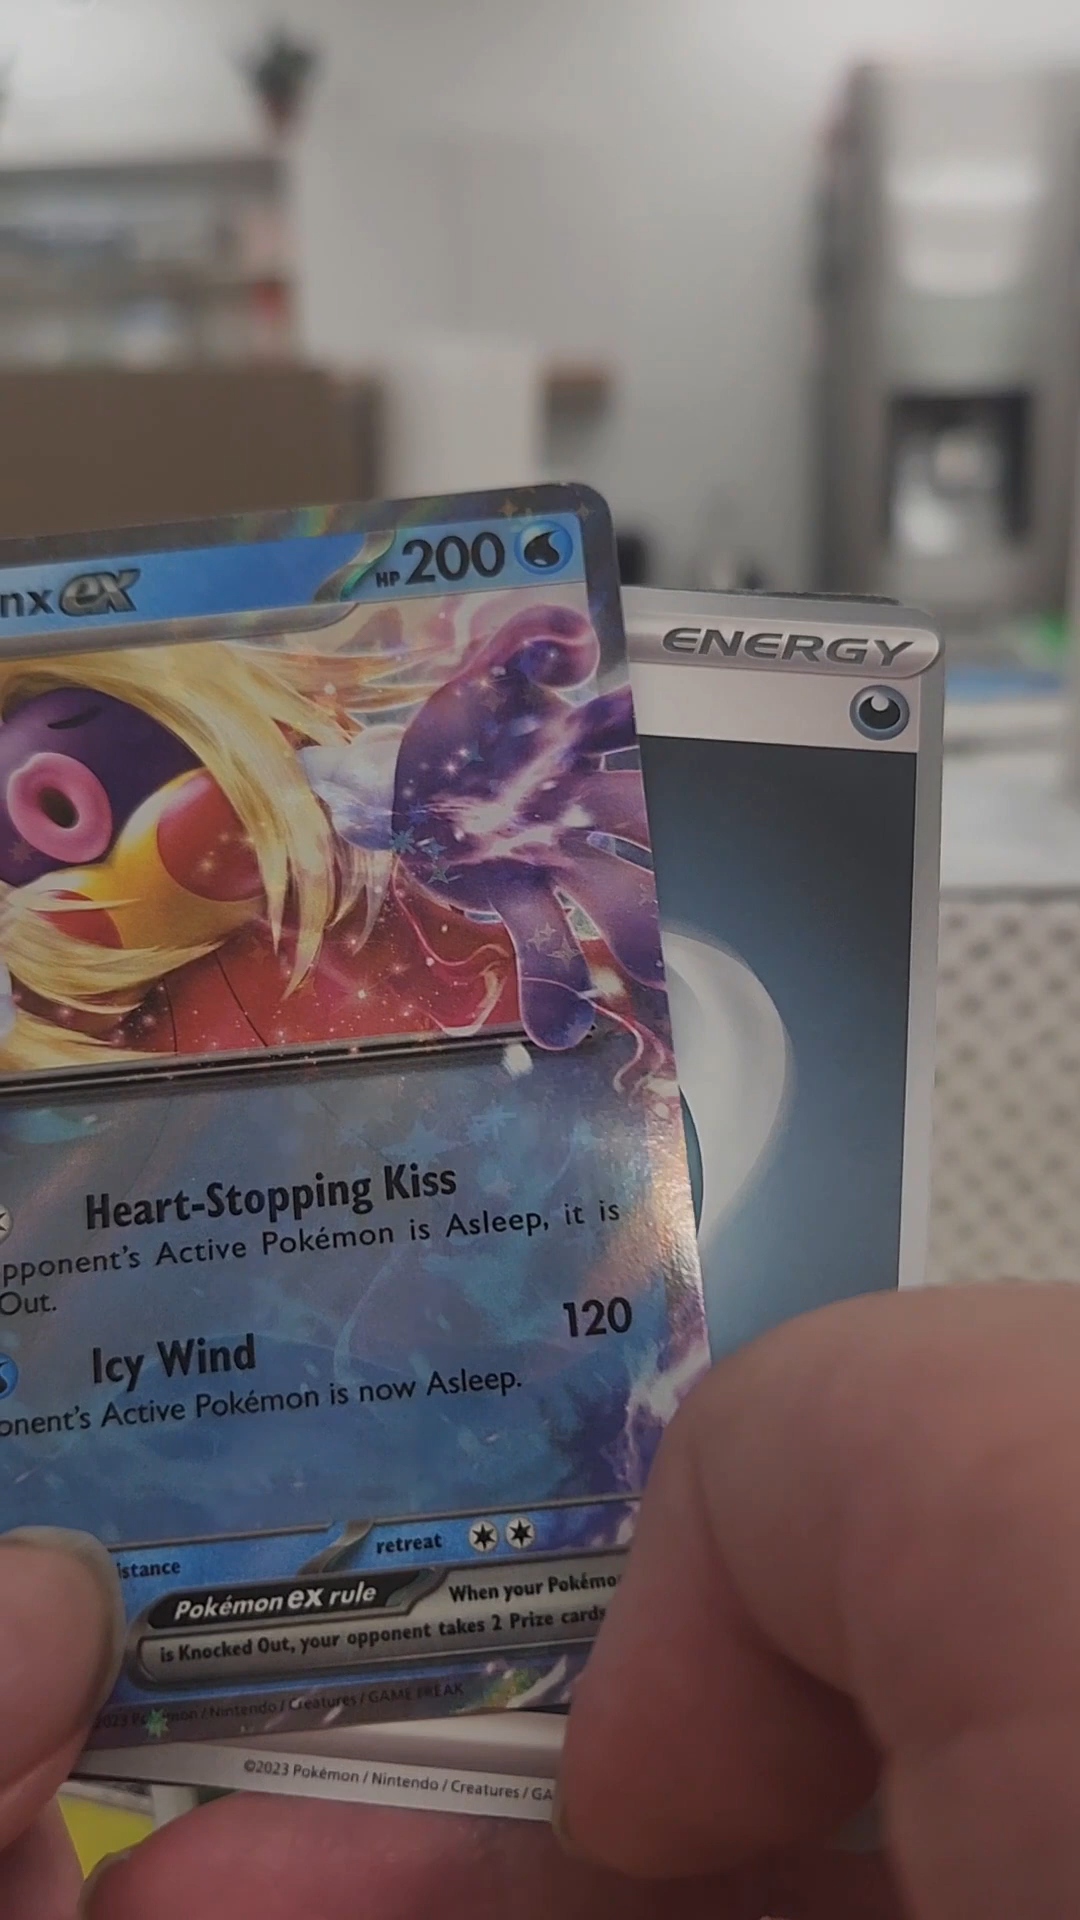 nx ex HP 200
ENERGY
Heart-Stopping Kiss
pponent's Active Pokémon is Asleep, it is
Out.
Icy Wind 120
onent's Active Pokémon is now Asleep.
istance retreat
Pokémon ex rule When your Pokémo
is Knocked Out, your opponent takes 2 Prize cards
2023 Pokémon / Nintendo / Creatures / GAME FREAK
©2023 Pokémon / Nintendo / Creatures / GA